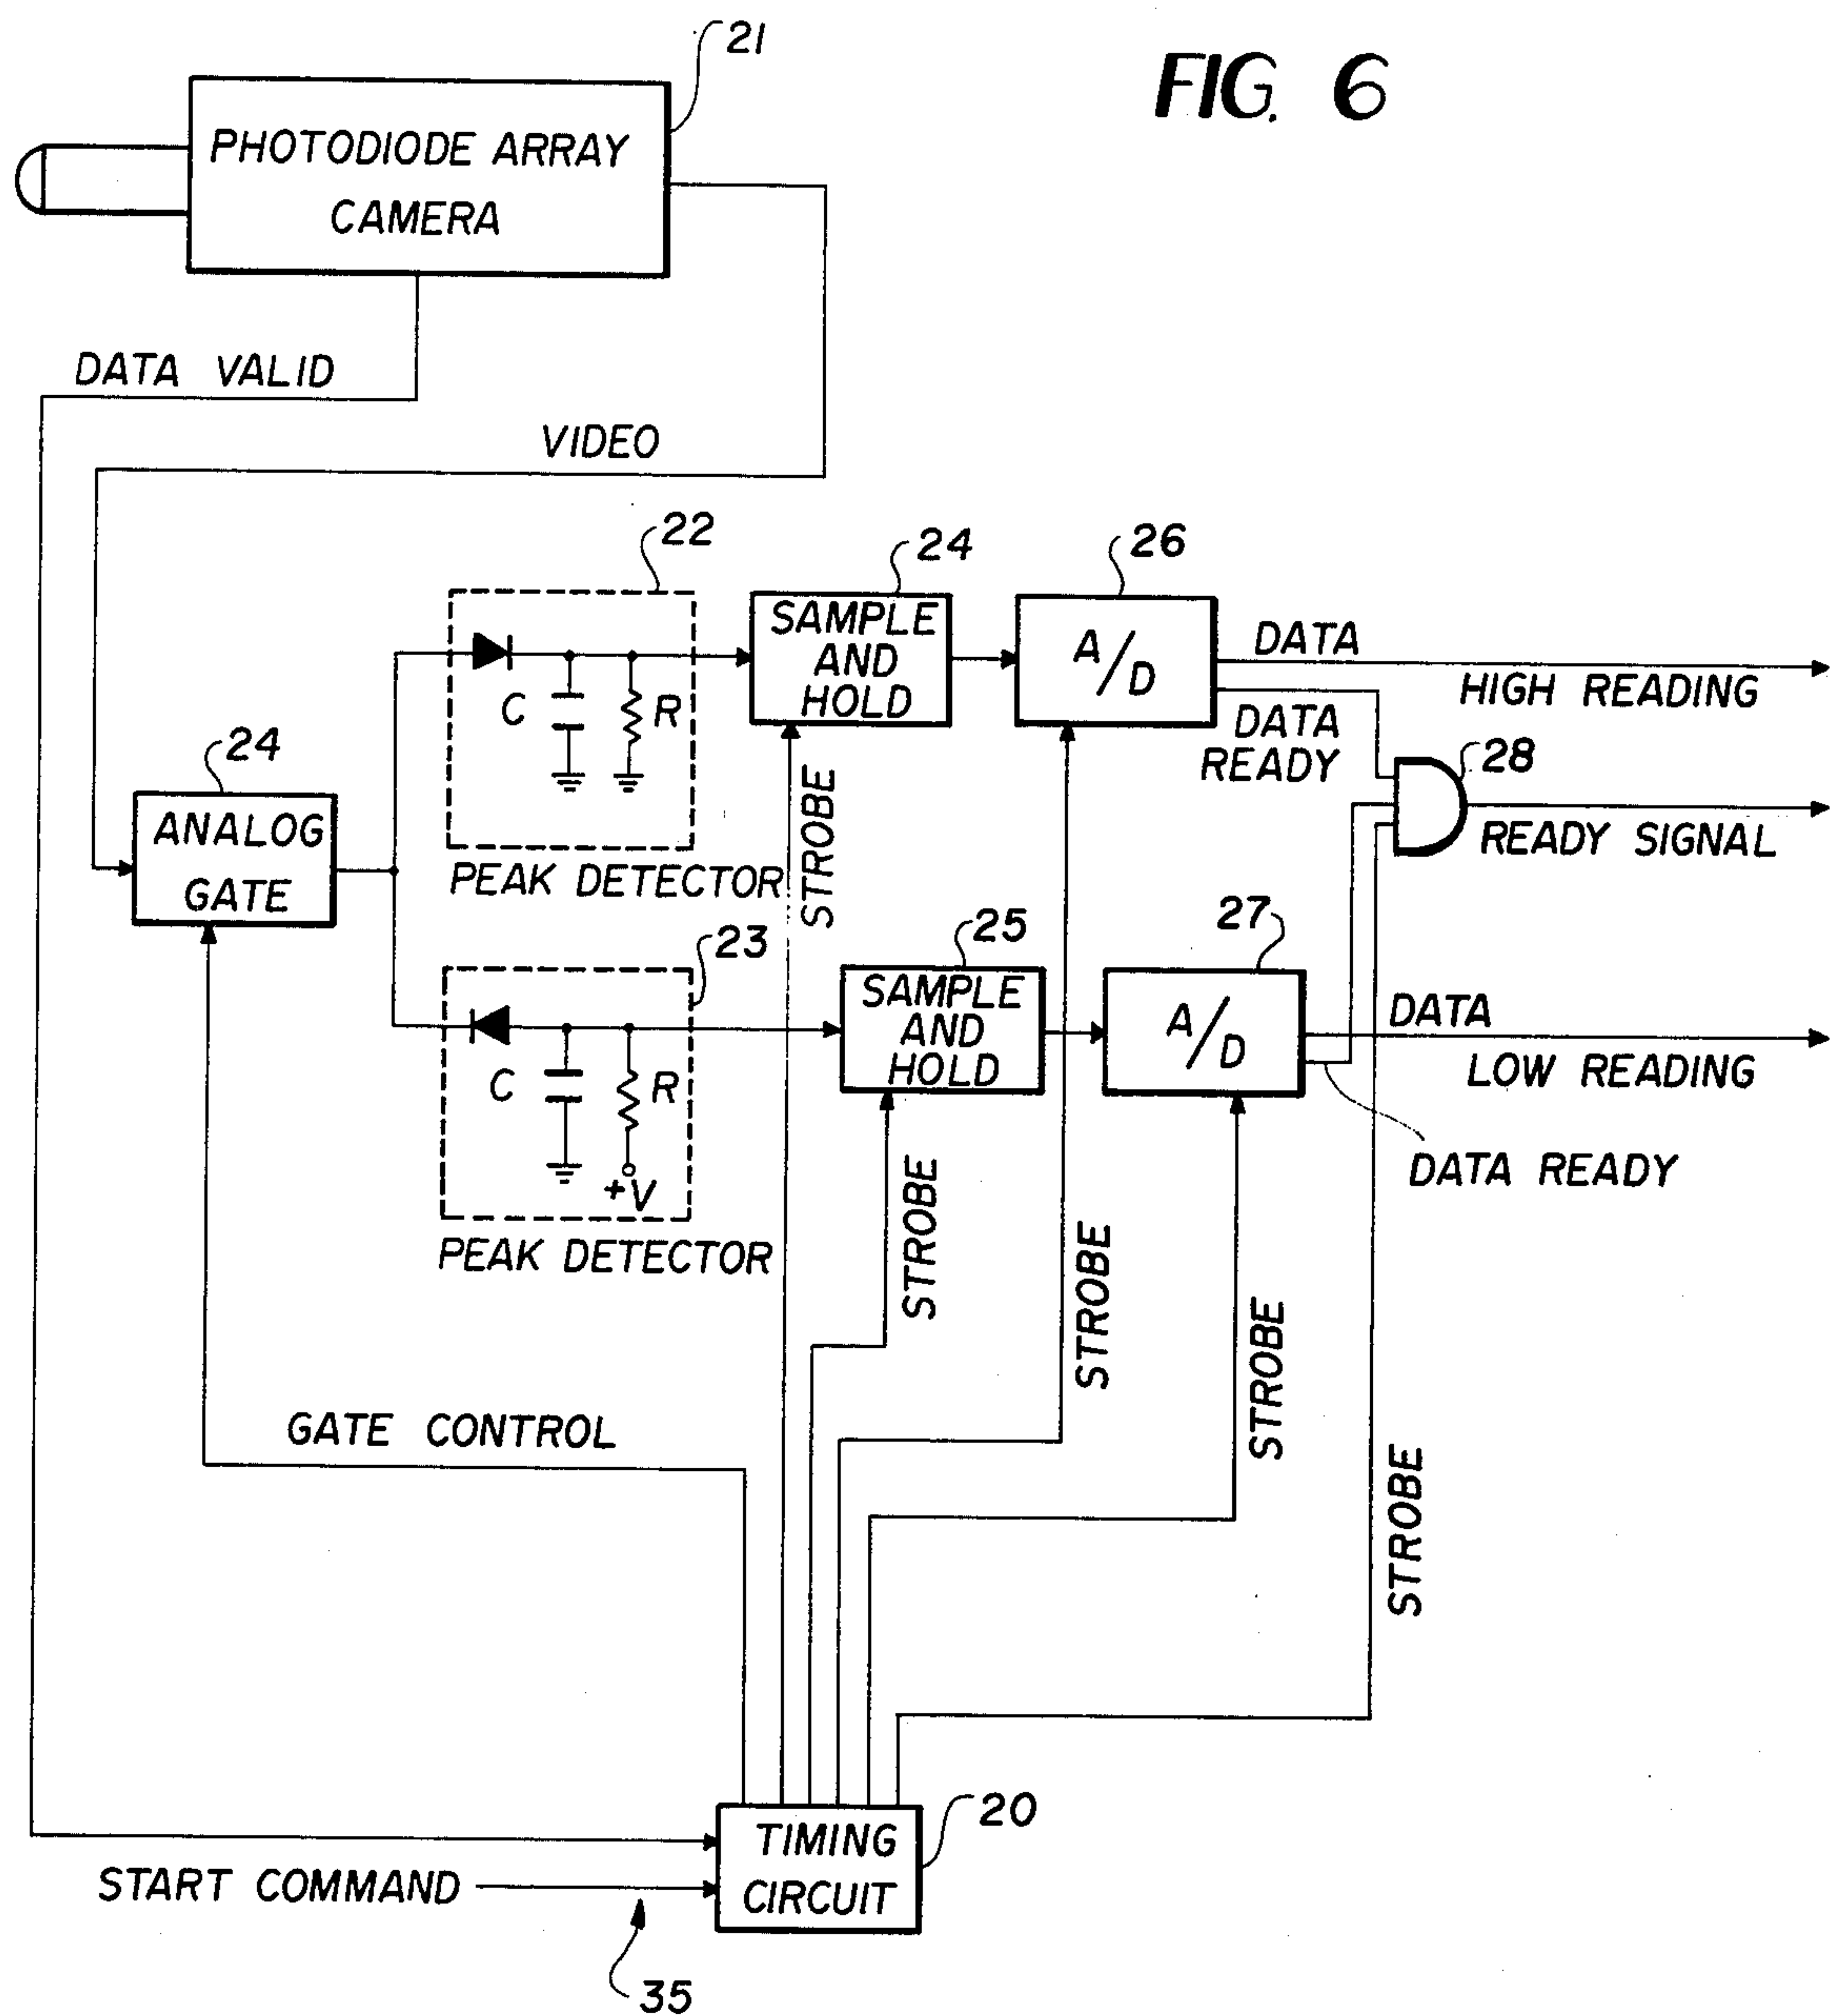 FIG. 6
21
PHOTODIODE ARRAY
CAMERA
DATA VALID
VIDEO
22
24
26
SAMPLE
AND
HOLD
A/D
DATA
HIGH READING
C
R
DATA
READY
28
24
ANALOG
GATE
STROBE
READY SIGNAL
PEAK DETECTOR
23
25
27
SAMPLE
AND
HOLD
A/D
DATA
LOW READING
C
R
+V
DATA READY
PEAK DETECTOR
STROBE
STROBE
STROBE
GATE CONTROL
STROBE
20
TIMING
CIRCUIT
START COMMAND
35